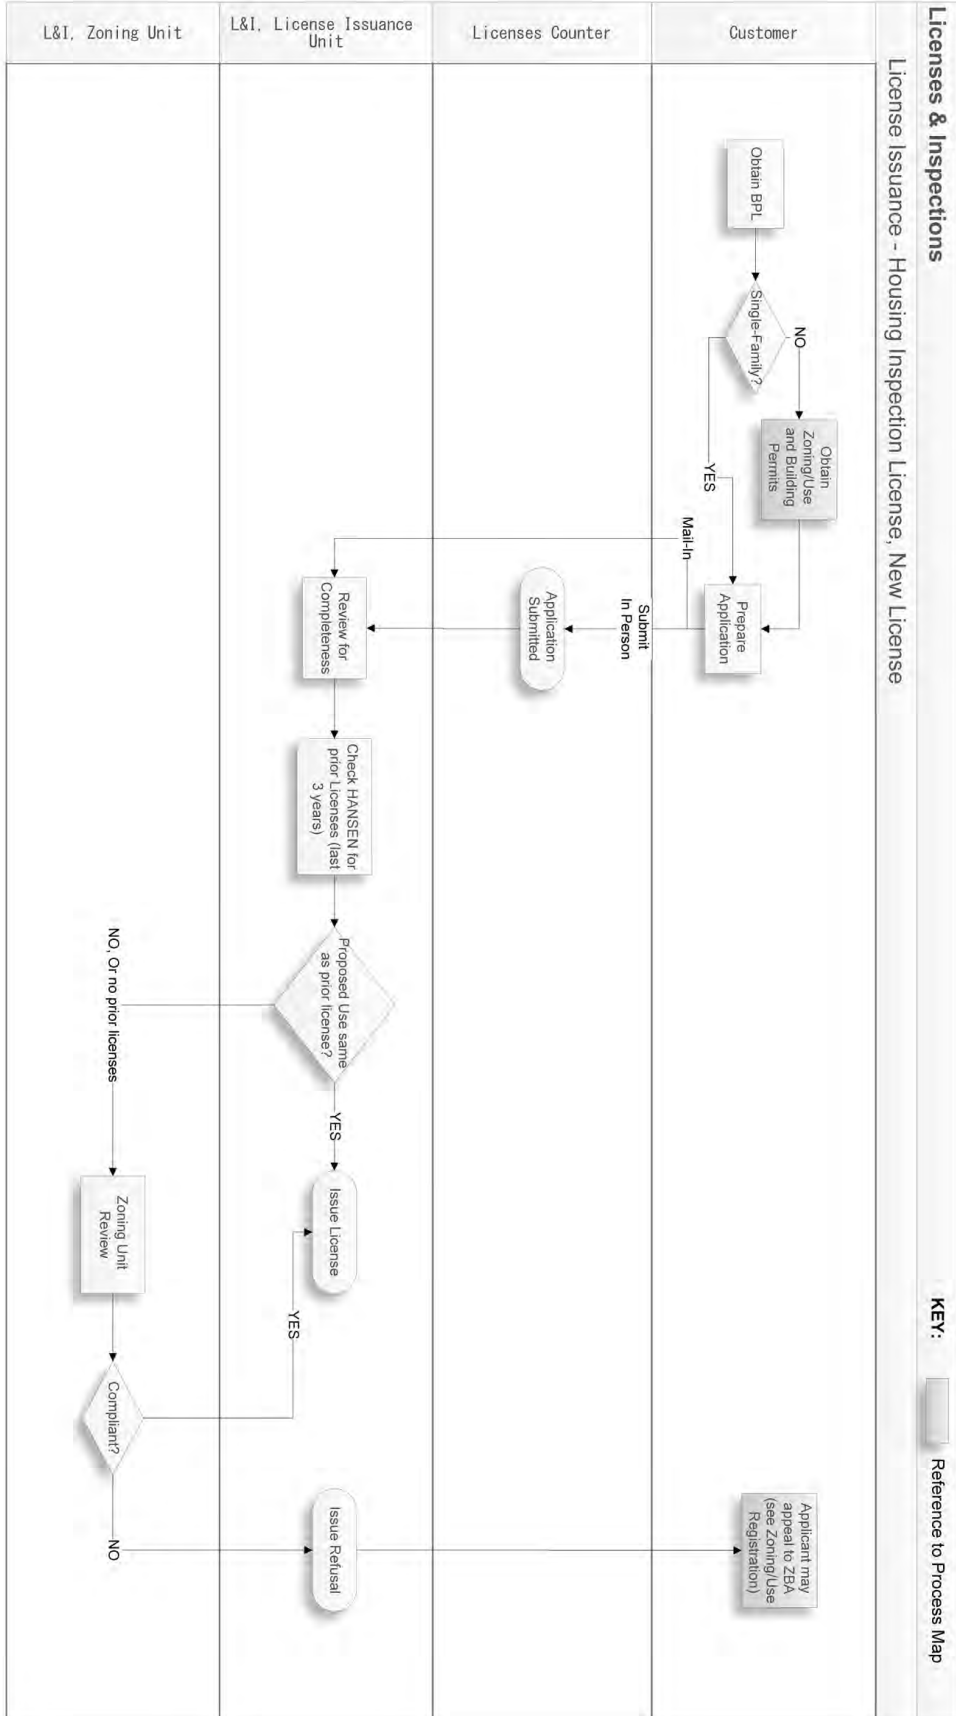 Licenses & Inspections
KEY:
Reference to Process Map
License Issuance - Housing Inspection License, New License
Customer
Obtain BPL
Single-Family?
NO
YES
Obtain
Zoning/Use
and Building
Permits
Prepare
Application
Mail-In
Submit
In Person
Applicant may
appeal to ZBA
(see Zoning/Use
Registration)
Licenses Counter
Application
Submitted
L&I, License Issuance
Unit
Review for
Completeness
Check HANSEN for
prior Licenses (last
3 years)
Proposed Use same
as prior license?
YES
Issue License
YES
Issue Refusal
L&I, Zoning Unit
NO, Or no prior licenses
Zoning Unit
Review
Compliant?
NO